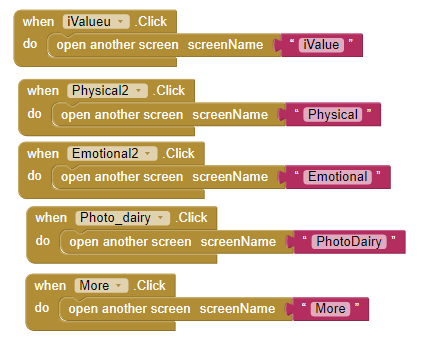 when iValueu .Click
do open another screen screenName " iValue "
when Physical2 .Click
do open another screen screenName " Physical "
when Emotional2 .Click
do open another screen screenName " Emotional "
when Photo_dairy .Click
do open another screen screenName " PhotoDairy "
when More .Click
do open another screen screenName " More "